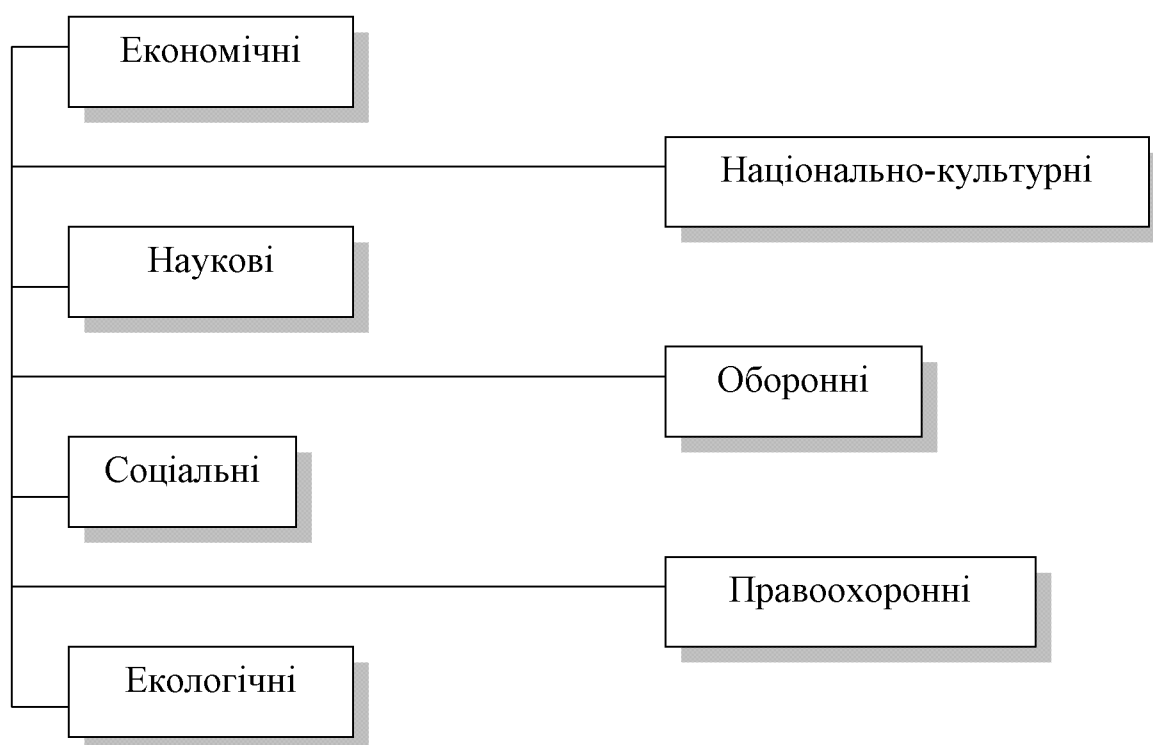 Економічні
Національно-культурні
Наукові
Оборонні
Соціальні
Правоохоронні
Екологічні